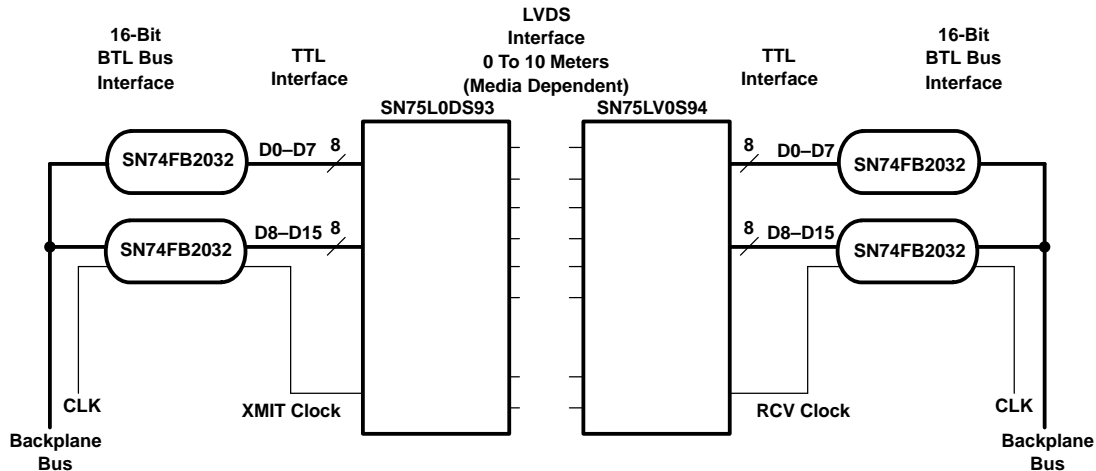 16-Bit
BTL Bus
Interface
TTL
Interface
LVDS
Interface
0 To 10 Meters
(Media Dependent)
TTL
Interface
16-Bit
BTL Bus
Interface
SN75L0DS93
SN75LV0S94
SN74FB2032
D0–D7
8
8
D0–D7
SN74FB2032
SN74FB2032
D8–D15
8
8
D8–D15
SN74FB2032
CLK
XMIT Clock
RCV Clock
CLK
Backplane
Bus
Backplane
Bus